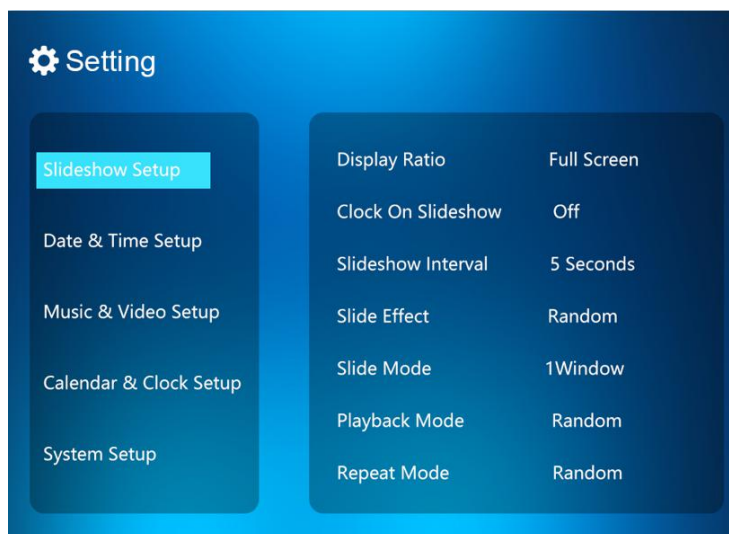 Setting
Slideshow Setup
Date & Time Setup
Music & Video Setup
Calendar & Clock Setup
System Setup
Display Ratio Full Screen
Clock On Slideshow Off
Slideshow Interval 5 Seconds
Slide Effect Random
Slide Mode 1Window
Playback Mode Random
Repeat Mode Random